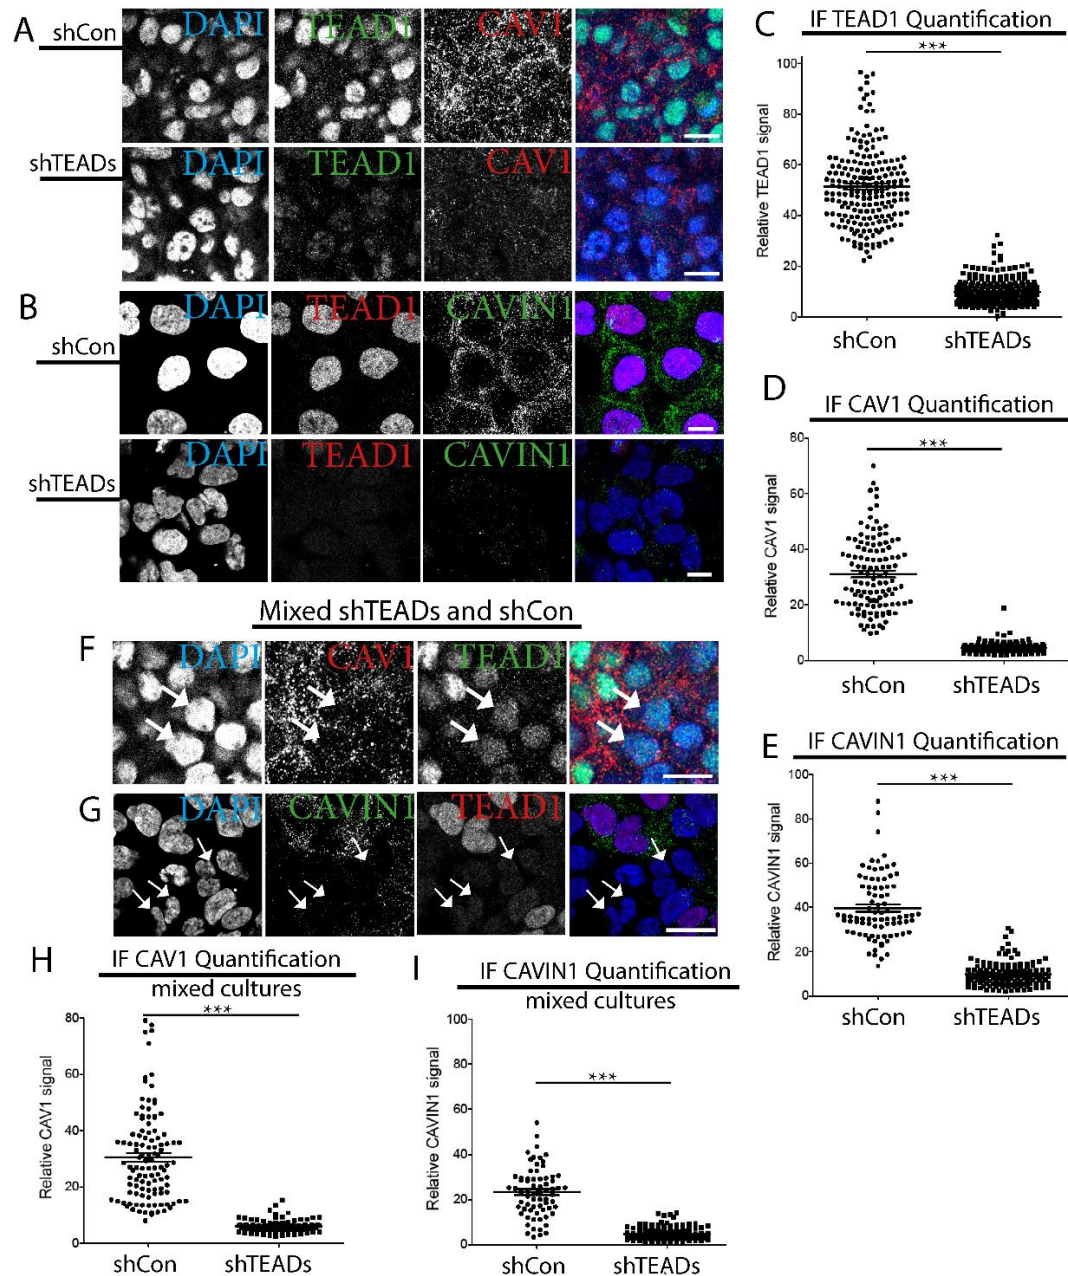 A
shCon
DAPI
TEAD1
CAV1
shTEADs
DAPI
TEAD1
CAV1
B
shCon
DAPI
TEAD1
CAVIN1
shTEADs
DAPI
TEAD1
CAVIN1
C
IF TEAD1 Quantification
***
Relative TEAD1 signal
100
80
60
40
20
0
shCon
shTEADs
D
IF CAV1 Quantification
***
Relative CAV1 signal
80
60
40
20
0
shCon
shTEADs
E
IF CAVIN1 Quantification
***
Relative CAVIN1 signal
100
80
60
40
20
0
shCon
shTEADs
Mixed shTEADs and shCon
F
DAPI
CAV1
TEAD1
G
DAPI
CAVIN1
TEAD1
H
IF CAV1 Quantification
mixed cultures
***
Relative CAV1 signal
80
60
40
20
0
shCon
shTEADs
I
IF CAVIN1 Quantification
mixed cultures
***
Relative CAVIN1 signal
100
80
60
40
20
0
shCon
shTEADs